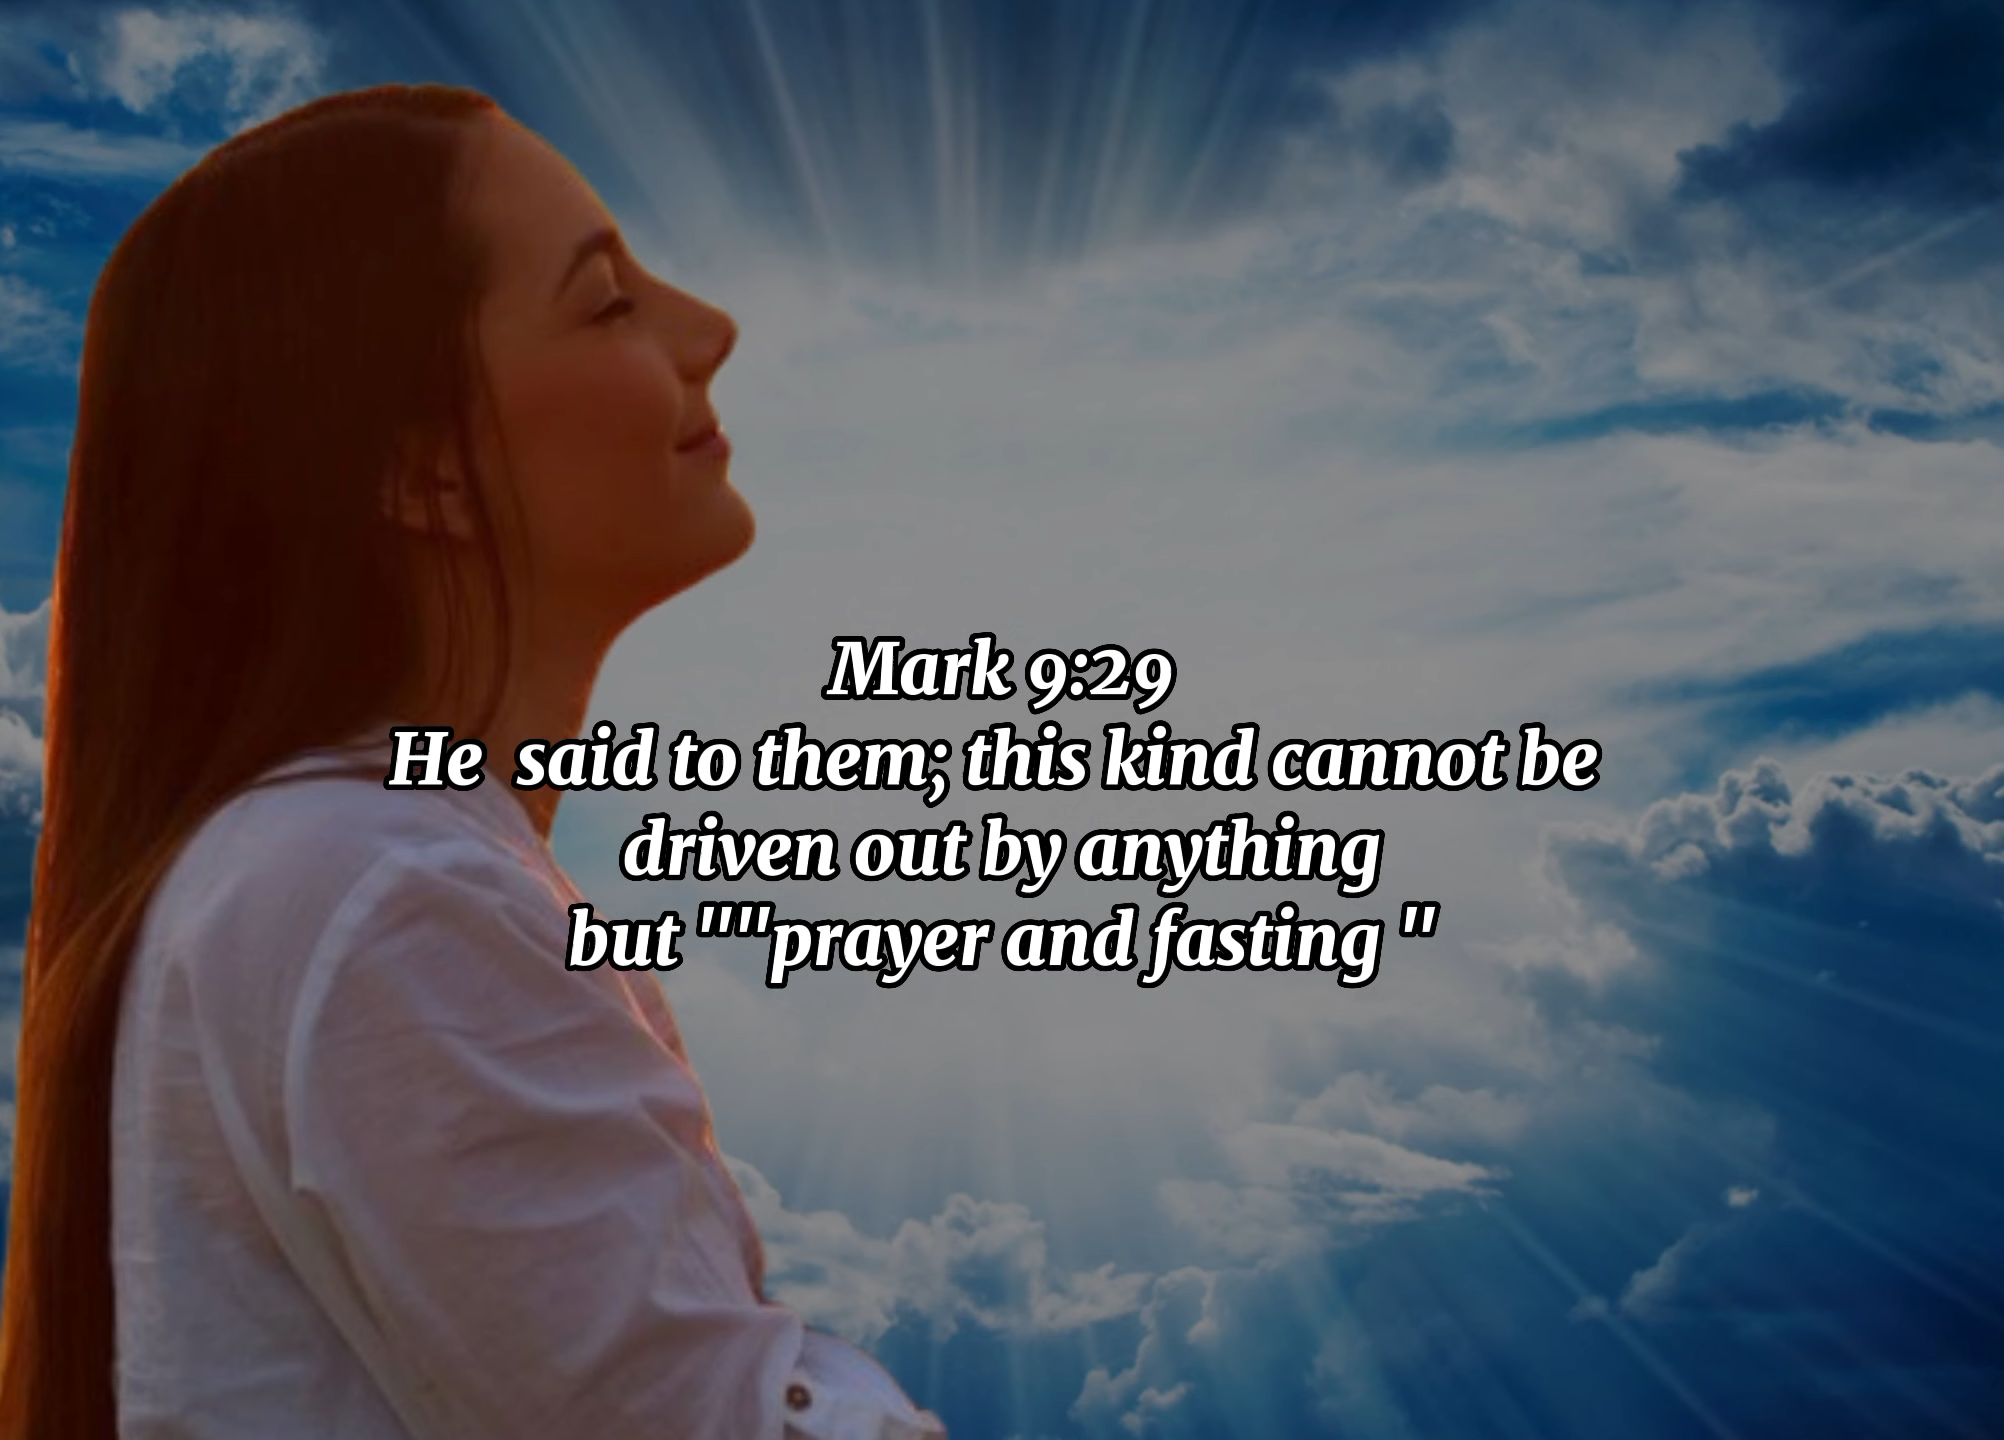 Mark 9:29
He  said to them; this kind cannot be
driven out by anything
but """prayer and fasting "